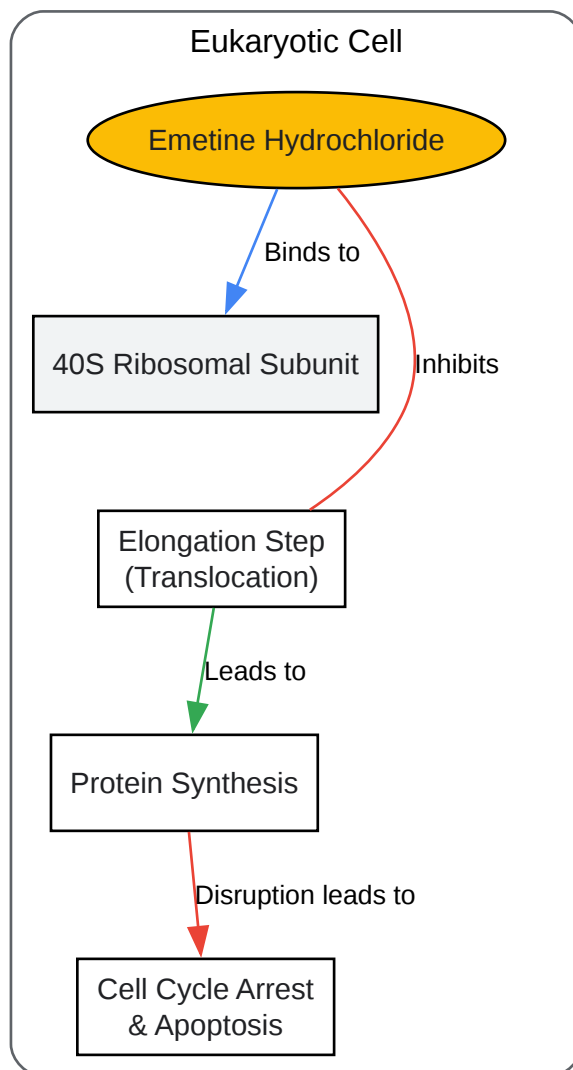 Eukaryotic Cell
Emetine Hydrochloride
Binds to
40S Ribosomal Subunit
Inhibits
Elongation Step
(Translocation)
Leads to
Protein Synthesis
Disruption leads to
Cell Cycle Arrest
& Apoptosis